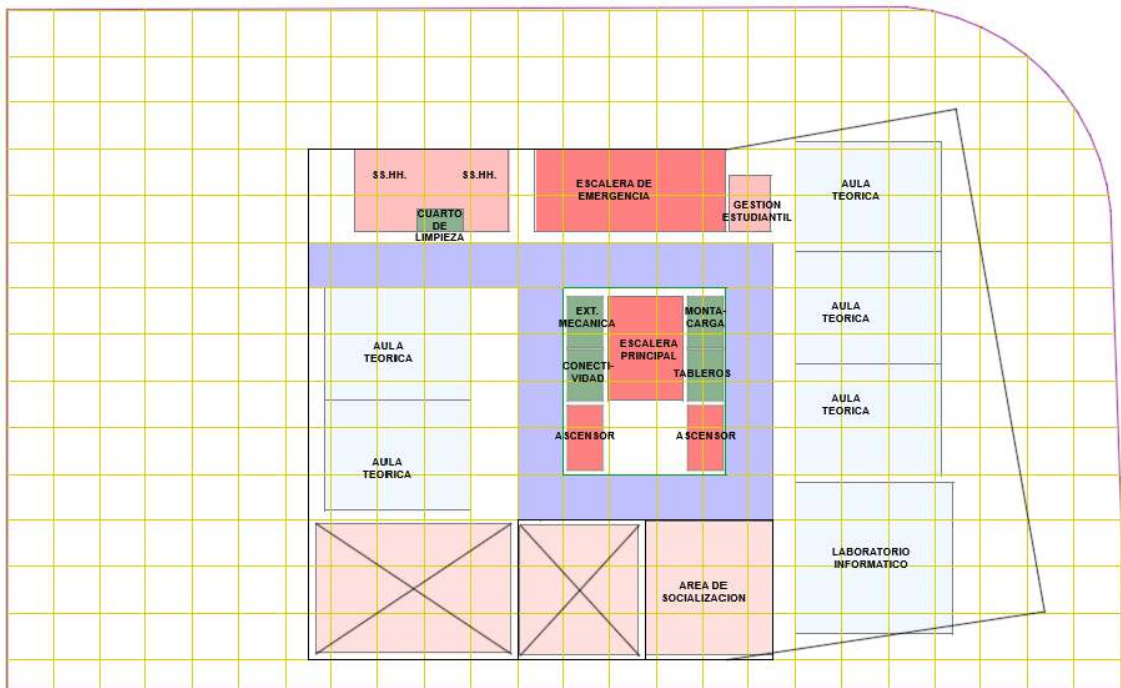 SS.HH.
SS.HH.
CUARTO
DE
LIMPIEZA
ESCALERA DE
EMERGENCIA
GESTION
ESTUDIANTIL
AULA
TEORICA
AULA
TEORICA
AULA
TEORICA
EXT.
MECANICA
ESCALERA
PRINCIPAL
MONTA-
CARGA
CONECTI-
VIDAD
TABLEROS
ASCENSOR
ASCENSOR
AULA
TEORICA
AULA
TEORICA
LABORATORIO
INFORMATICO
AREA DE
SOCIALIZACION